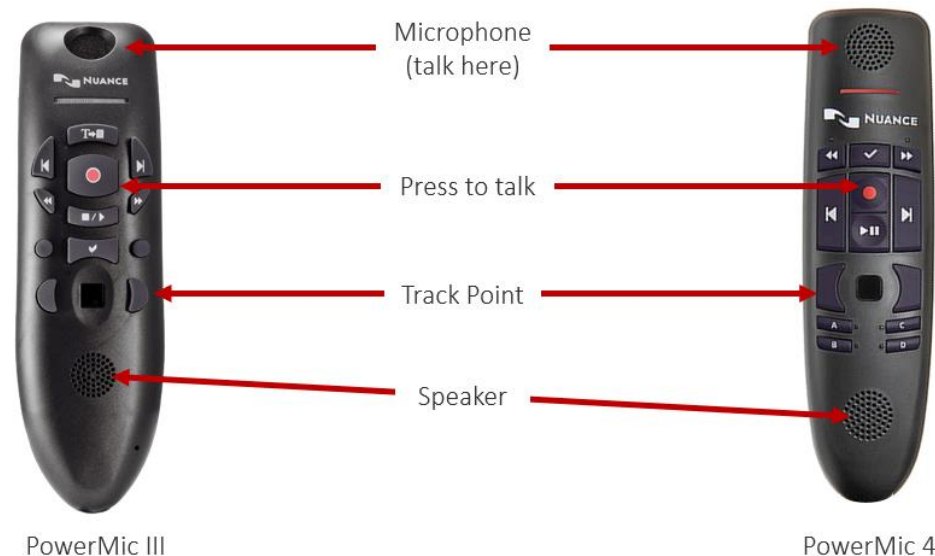 Microphone
(talk here)
NUANCE
NUANCE
T
Press to talk
Track Point
A
C
B
D
Speaker
PowerMic III
PowerMic 4